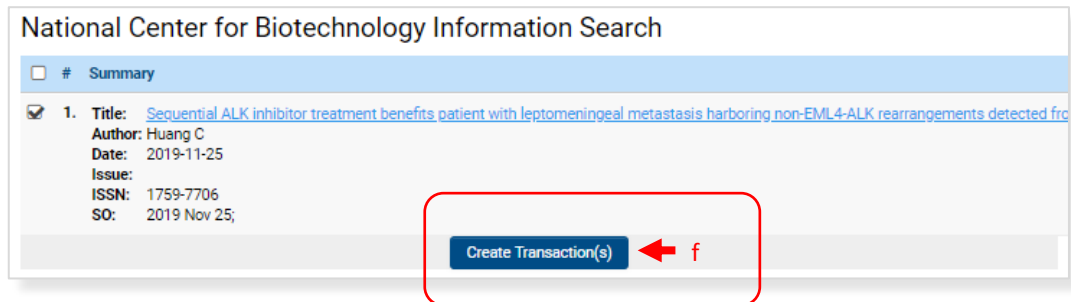 National Center for Biotechnology Information Search
# Summary
1. Title: Sequential ALK inhibitor treatment benefits patient with leptomeningeal metastasis harboring non-EML4-ALK rearrangements detected fro
Author: Huang C
Date: 2019-11-25
Issue:
ISSN: 1759-7706
SO: 2019 Nov 25;
Create Transaction(s) f